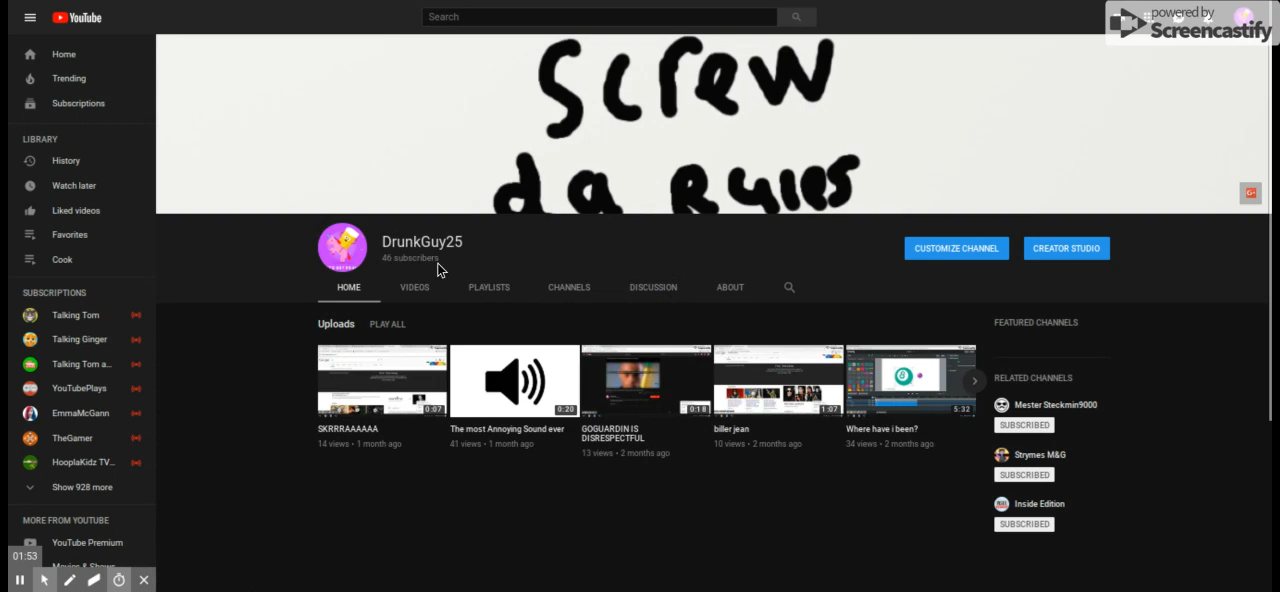 YouTube
Search
powered by
Screencastify
Home
Trending
Subscriptions
LIBRARY
History
Watch later
Liked videos
Favorites
Cook
SUBSCRIPTIONS
Talking Tom
Talking Ginger
Talking Tom a...
YouTubePlays
EmmaMcGann
TheGamer
HooplaKidz TV...
Show 928 more
MORE FROM YOUTUBE
YouTube Premium
Movies & Shows
01:53
Screw
da Rules
G+
DrunkGuy25
46 subscribers
CUSTOMIZE CHANNEL
CREATOR STUDIO
HOME
VIDEOS
PLAYLISTS
CHANNELS
DISCUSSION
ABOUT
Uploads
PLAY ALL
0:07
SKRRRAAAAAA
14 views • 1 month ago
0:20
The most Annoying Sound ever
41 views • 1 month ago
0:18
GOGUARDIN IS
DISRESPECTFUL
13 views • 2 months ago
1:07
biller jean
10 views • 2 months ago
5:32
Where have i been?
34 views • 2 months ago
FEATURED CHANNELS
RELATED CHANNELS
Mester Steckmin9000
SUBSCRIBED
Strymes M&G
SUBSCRIBED
Inside Edition
SUBSCRIBED